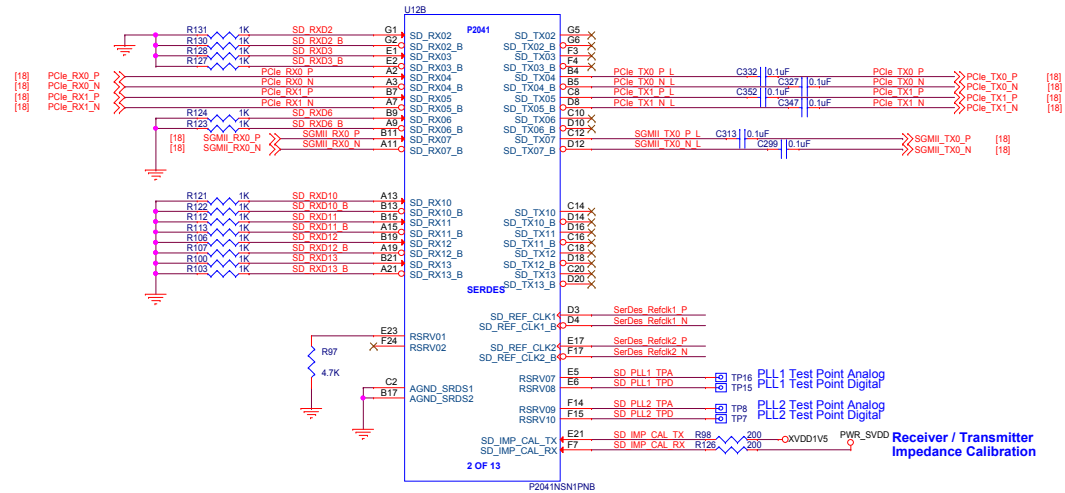 U12B
P2041
R131 1K SD_RXD2 G1 SD_RX02 SD_TX02 G5
R130 1K SD_RXD2_B G2 SD_RX02_B SD_TX02_B G6
R128 1K SD_RXD3 E1 SD_RX03 SD_TX03 F3
R127 1K SD_RXD3_B E2 SD_RX03_B SD_TX03_B F4
[18] PCIe_RX0_P PCIe_RX0_P A2 SD_RX04 SD_TX04 B4 PCIe_TX0_P_L C332 0.1uF PCIe_TX0_P PCIe_TX0_P [18]
[18] PCIe_RX0_N PCIe_RX0_N A3 SD_RX04_B SD_TX04_B B5 PCIe_TX0_N_L C327 0.1uF PCIe_TX0_N PCIe_TX0_N [18]
[18] PCIe_RX1_P PCIe_RX1_P B7 SD_RX05 SD_TX05 C8 PCIe_TX1_P_L C352 0.1uF PCIe_TX1_P PCIe_TX1_P [18]
[18] PCIe_RX1_N PCIe_RX1_N A7 SD_RX05_B SD_TX05_B D8 PCIe_TX1_N_L C347 0.1uF PCIe_TX1_N PCIe_TX1_N [18]
R124 1K SD_RXD6 B9 SD_RX06 SD_TX06 C10
R123 1K SD_RXD6_B A9 SD_RX06_B SD_TX06_B D10
[18] SGMII_RX0_P SGMII_RX0_P B11 SD_RX07 SD_TX07 C12 SGMII_TX0_P_L C313 0.1uF SGMII_TX0_P [18]
[18] SGMII_RX0_N SGMII_RX0_N A11 SD_RX07_B SD_TX07_B D12 SGMII_TX0_N_L C299 0.1uF SGMII_TX0_N [18]
R121 1K SD_RXD10 A13 SD_RX10 SD_TX10 C14
R122 1K SD_RXD10_B B13 SD_RX10_B SD_TX10_B D14
R112 1K SD_RXD11 B15 SD_RX11 SD_TX11 D16
R113 1K SD_RXD11_B A15 SD_RX11_B SD_TX11_B C16
R106 1K SD_RXD12 B19 SD_RX12 SD_TX12 C18
R107 1K SD_RXD12_B A19 SD_RX12_B SD_TX12_B D18
R100 1K SD_RXD13 B21 SD_RX13 SD_TX13 C20
R103 1K SD_RXD13_B A21 SD_RX13_B SD_TX13_B D20
SERDES
SD_REF_CLK1 D3 SerDes_Refclk1_P
SD_REF_CLK1_B D4 SerDes_Refclk1_N
E23 RSRV01
F24 RSRV02
SD_REF_CLK2 E17 SerDes_Refclk2_P
SD_REF_CLK2_B F17 SerDes_Refclk2_N
R97
4.7K
RSRV07 E5 SD_PLL1_TPA TP16 PLL1 Test Point Analog
RSRV08 E6 SD_PLL1_TPD TP15 PLL1 Test Point Digital
C2 AGND_SRDS1
B17 AGND_SRDS2
RSRV09 F14 SD_PLL2_TPA TP8 PLL2 Test Point Analog
RSRV10 F15 SD_PLL2_TPD TP7 PLL2 Test Point Digital
SD_IMP_CAL_TX E21 SD_IMP_CAL_TX R98 200 XVDD1V5 PWR_SVDD
SD_IMP_CAL_RX F7 SD_IMP_CAL_RX R126 200
Receiver / Transmitter
Impedance Calibration
2 OF 13
P2041NSN1PNB